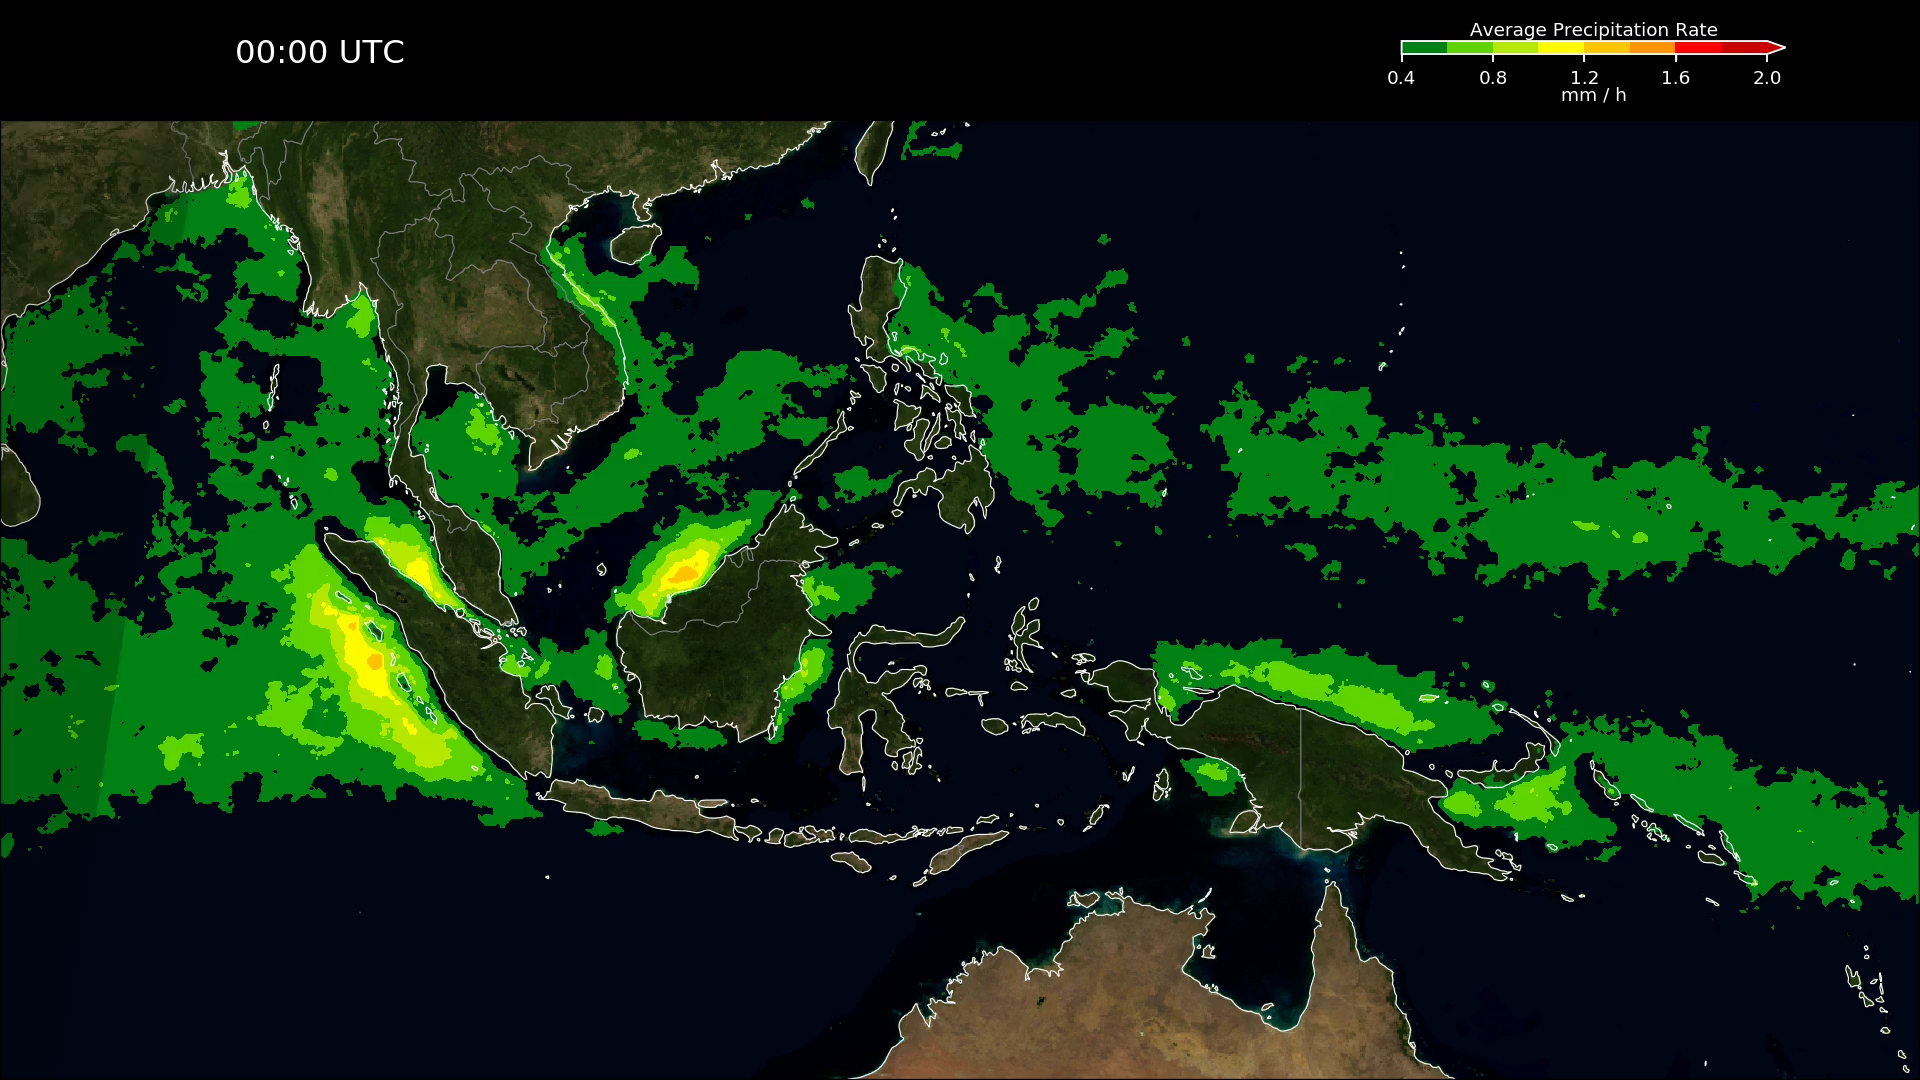 00:00 UTC
Average Precipitation Rate
0.4 0.8 1.2 1.6 2.0
mm / h